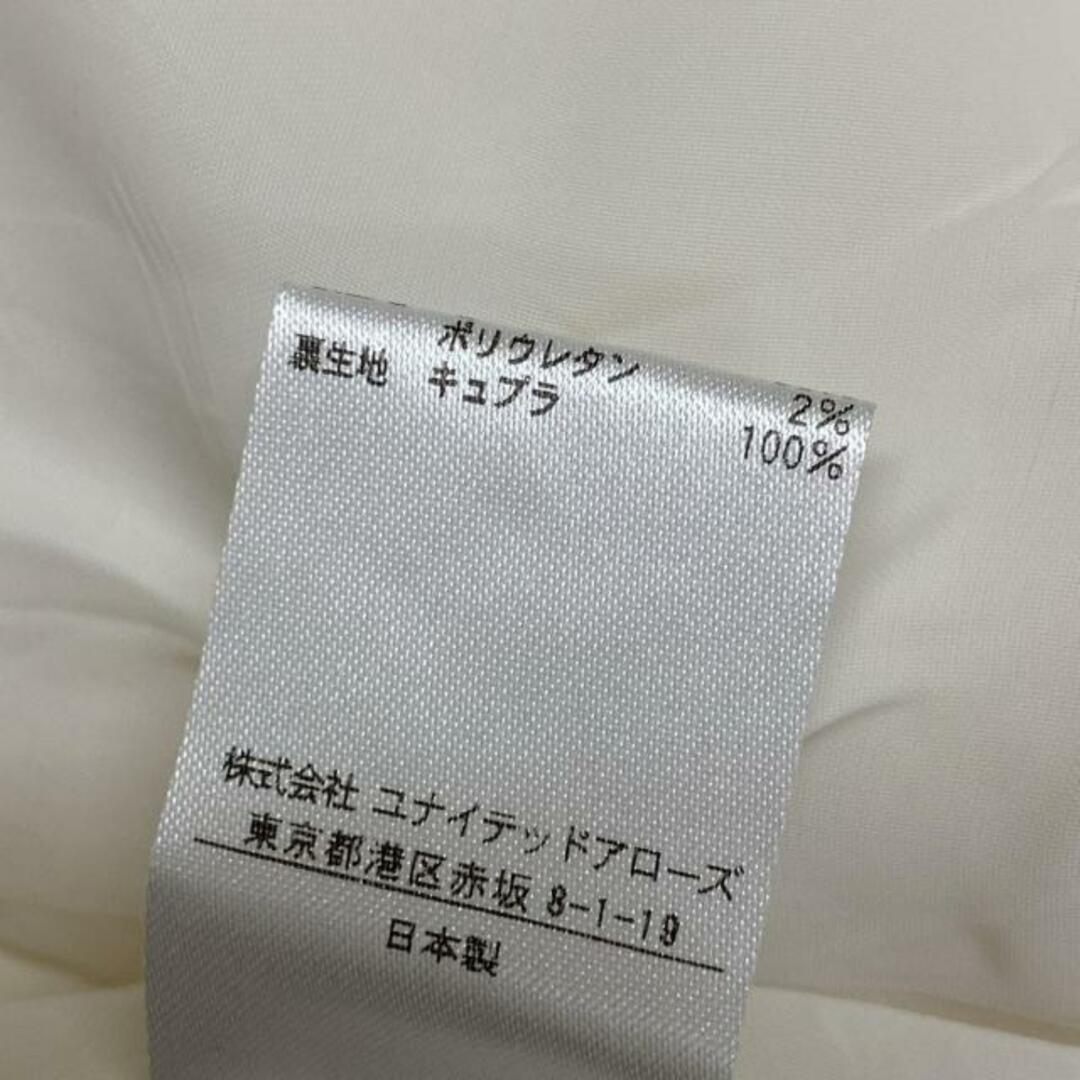 ポリウレタン 2%
裏生地 キュプラ 100%
株式会社 ユナイテッドアローズ
東京都港区赤坂 8-1-19
日本製